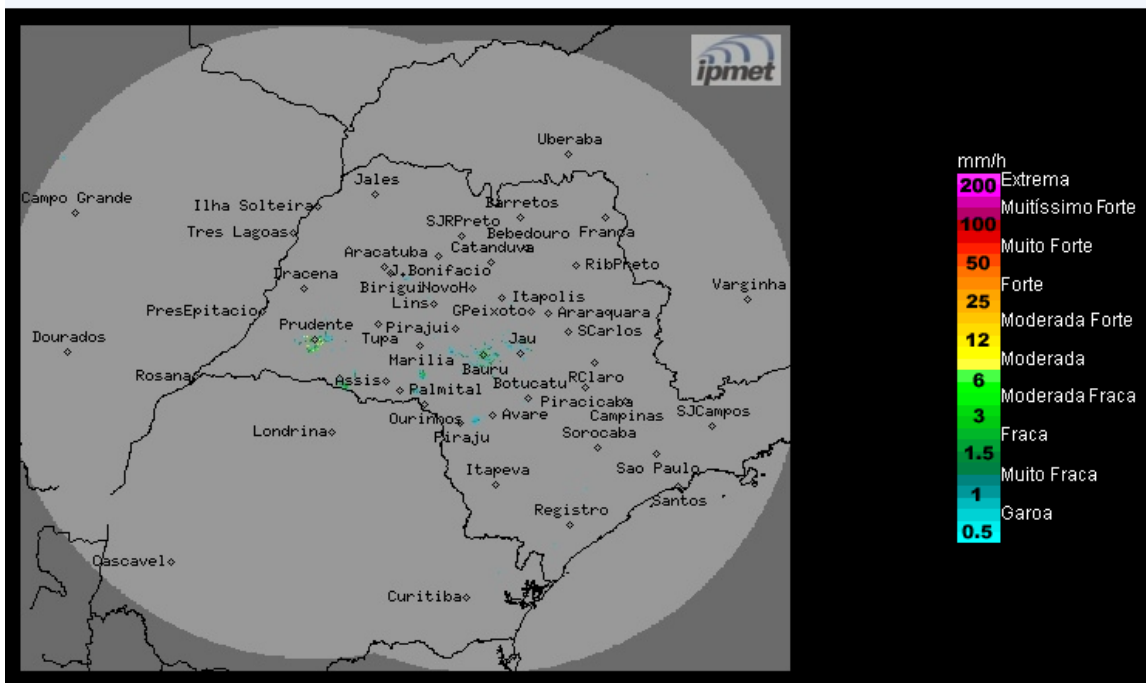 ipmet
Uberaba
Jales
Campo Grande
Ilha Solteira
Barretos
SJRPreto
Tres Lagoas
Bebedouro
Franca
Catanduva
Aracatuba
Dracena
J.Bonifacio
RibPreto
Birigui
NovoH
Varginha
Itapolis
Lins
PresEpitacio
GPeixoto
Araraquara
Prudente
Pirajui
SCarlos
Dourados
Tupa
Jau
Marilia
Bauru
Rosana
Assis
Botucatu
RClaro
Palmital
Piracicaba
Ourinhos
Avare
Campinas
SJCampos
Londrina
Piraju
Sorocaba
Itapeva
Sao Paulo
Santos
Registro
Cascavel
Curitiba
mm/h
200 Extrema
Muitíssimo Forte
100
Muito Forte
50
Forte
25
Moderada Forte
12
Moderada
6
Moderada Fraca
3
Fraca
1.5
Muito Fraca
1
Garoa
0.5